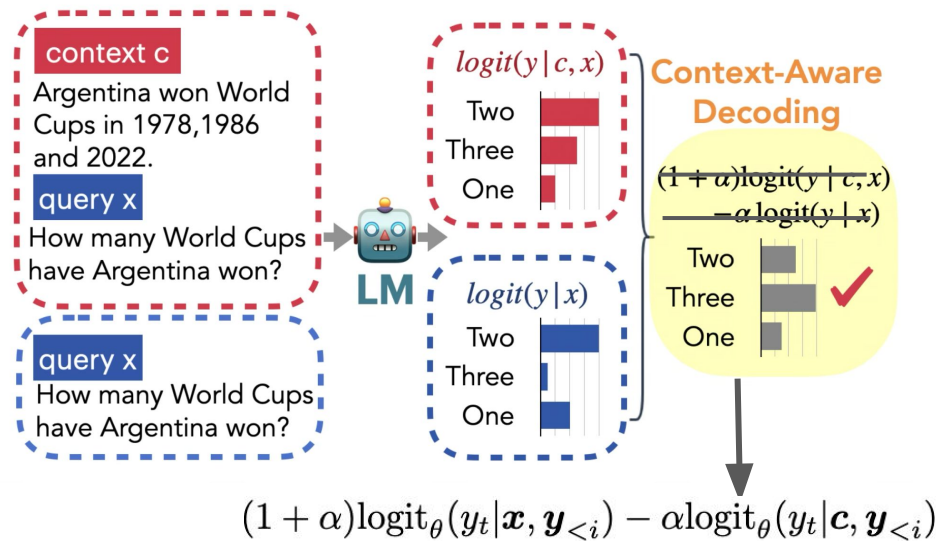 context c
Argentina won World
Cups in 1978,1986
and 2022.
query x
How many World Cups
have Argentina won?
query x
How many World Cups
have Argentina won?
LM
logit(y | c, x)
Two
Three
One
logit(y | x)
Two
Three
One
Context-Aware
Decoding
(1 + α)logit(y | c, x)
−α logit(y | x)
Two
Three
One
(1 + α)logit_θ(y_t|x, y_{<i}) − αlogit_θ(y_t|c, y_{<i})